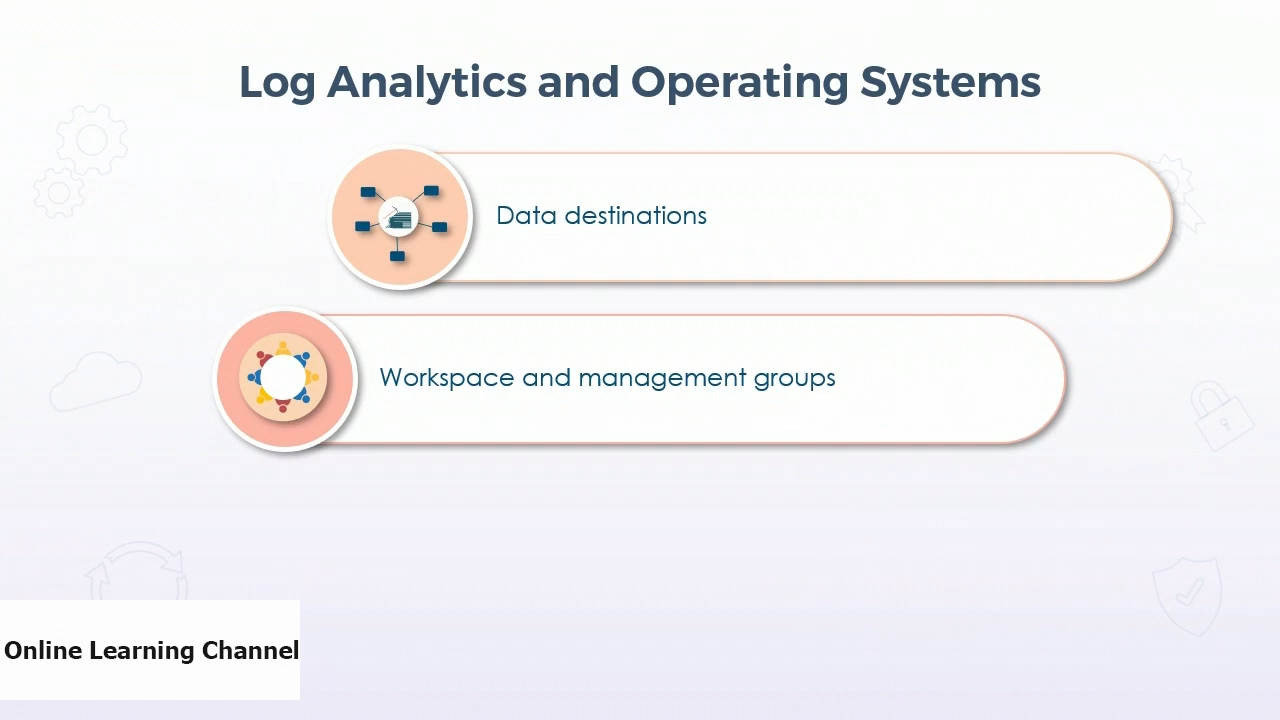 Log Analytics and Operating Systems
Data destinations
Workspace and management groups
Online Learning Channel